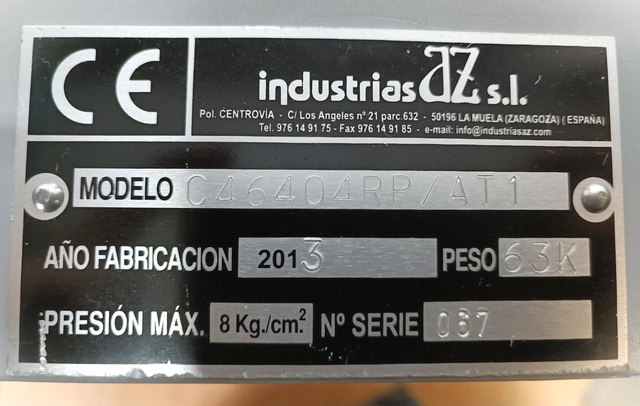 CE
industrias aZ s.l.
Pol. CENTROVÍA - C/ Los Angeles nº 21 parc.632 - 50196 LA MUELA (ZARAGOZA) ( ESPAÑA)
Tel. 976 14 91 75 - Fax 976 14 91 85 - e-mail: info@industriasaz.com
MODELO C46404RP/AT1
AÑO FABRICACION 2013 PESO 63K
PRESIÓN MÁX. 8 Kg./cm.² Nº SERIE 067